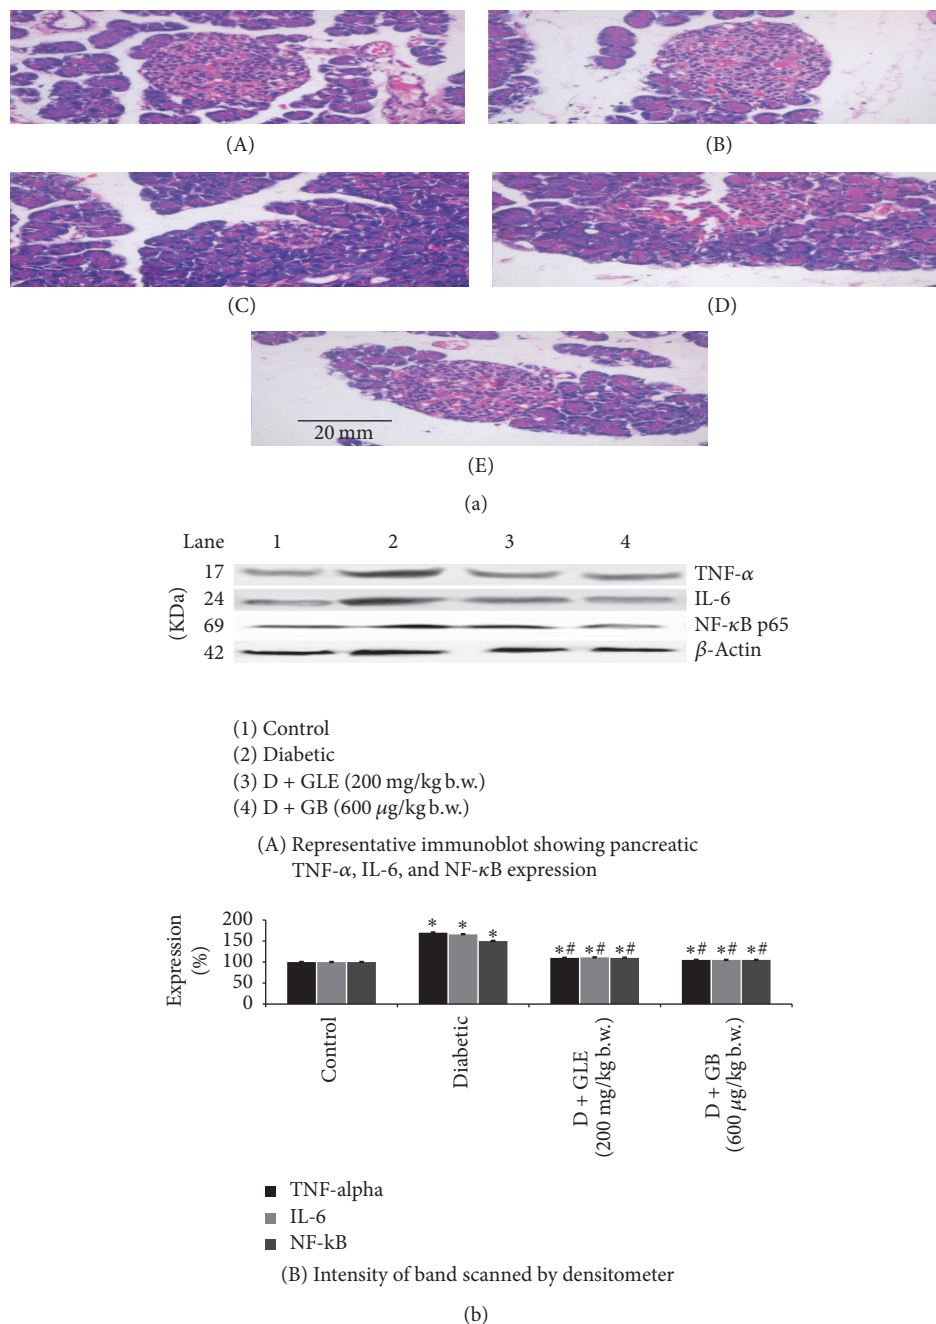 (A)
(B)
(C)
(D)
20 mm
(E)
(a)
Lane 1 2 3 4
(KDa)
17 TNF-α
24 IL-6
69 NF-κB p65
42 β-Actin
(1) Control
(2) Diabetic
(3) D + GLE (200 mg/kg b.w.)
(4) D + GB (600 μg/kg b.w.)
(A) Representative immunoblot showing pancreatic
TNF-α, IL-6, and NF-κB expression
Expression
(%)
200
150
100
50
0
* * *
*# *# *#
*# *# *#
Control
Diabetic
D + GLE
(200 mg/kg b.w.)
D + GB
(600 μg/kg b.w.)
TNF-alpha
IL-6
NF-kB
(B) Intensity of band scanned by densitometer
(b)